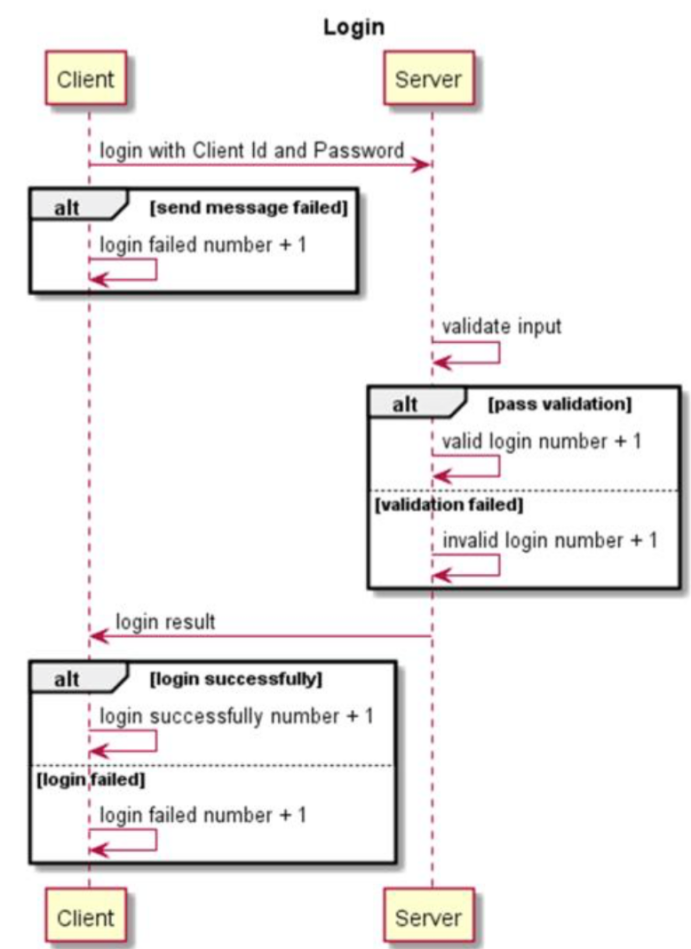 Login
Client
Server
login with Client Id and Password
alt
[send message failed]
login failed number + 1
validate input
alt
[pass validation]
valid login number + 1
[validation failed]
invalid login number + 1
login result
alt
[login successfully]
login successfully number + 1
[login failed]
login failed number + 1
Client
Server